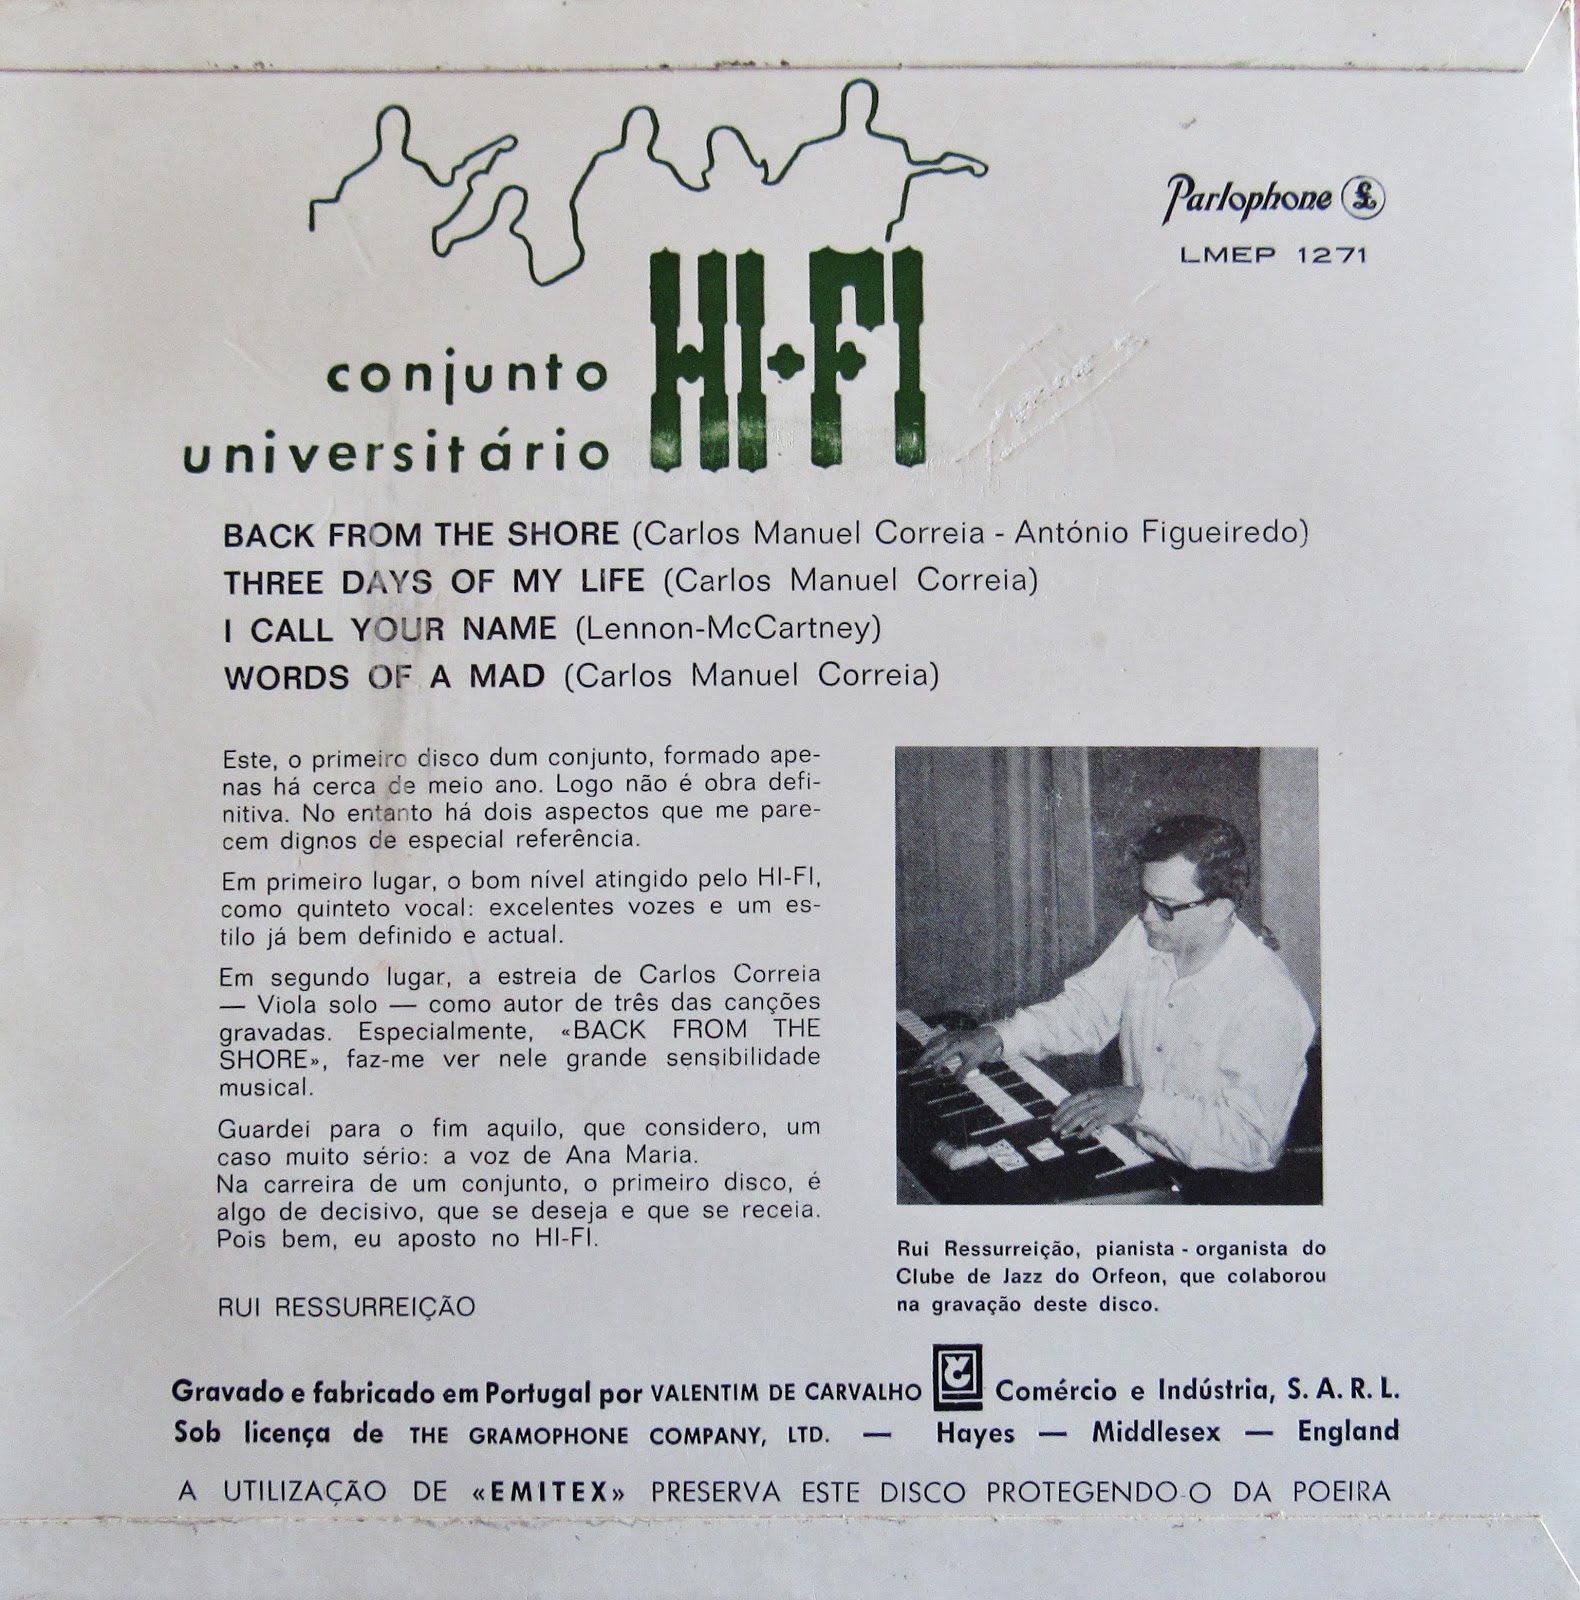 Parlophone
LMEP 1271
HI-FI
conjunto
universitário
BACK FROM THE SHORE (Carlos Manuel Correia - António Figueiredo)
THREE DAYS OF MY LIFE (Carlos Manuel Correia)
I CALL YOUR NAME (Lennon-McCartney)
WORDS OF A MAD (Carlos Manuel Correia)
Este, o primeiro disco dum conjunto, formado ape-
nas há cerca de meio ano. Logo não é obra defi-
nitiva. No entanto há dois aspectos que me pare-
cem dignos de especial referência.
Em primeiro lugar, o bom nível atingido pelo HI-FI,
como quinteto vocal: excelentes vozes e um es-
tilo já bem definido e actual.
Em segundo lugar, a estreia de Carlos Correia
— Viola solo — como autor de três das canções
gravadas. Especialmente, «BACK FROM THE
SHORE», faz-me ver nele grande sensibilidade
musical.
Guardei para o fim aquilo, que considero, um
caso muito sério: a voz de Ana Maria.
Na carreira de um conjunto, o primeiro disco, é
algo de decisivo, que se deseja e que se receia.
Pois bem, eu aposto no HI-FI.
RUI RESSURREIÇÃO
Rui Ressurreição, pianista - organista do
Clube de Jazz do Orfeon, que colaborou
na gravação deste disco.
Gravado e fabricado em Portugal por VALENTIM DE CARVALHO VC Comércio e Indústria, S. A. R. L.
Sob licença de THE GRAMOPHONE COMPANY, LTD. — Hayes — Middlesex — England
A UTILIZAÇÃO DE «EMITEX» PRESERVA ESTE DISCO PROTEGENDO-O DA POEIRA